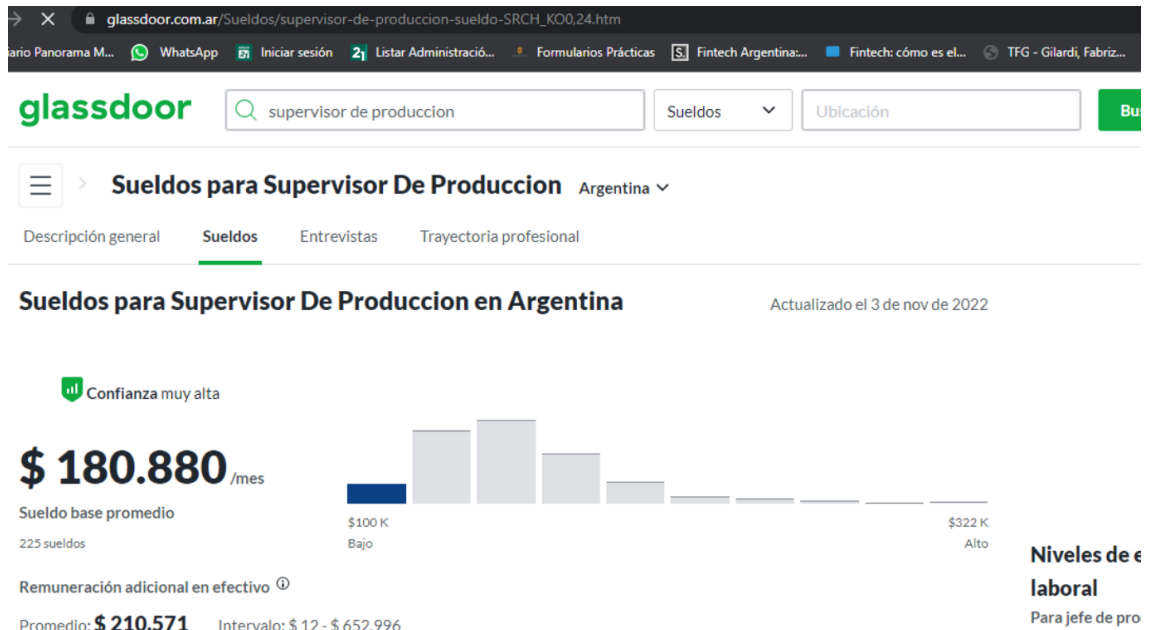 glassdoor.com.ar/Sueldos/supervisor-de-produccion-sueldo-SRCH_KO0,24.htm
iario Panorama M... WhatsApp Iniciar sesión 21 Listar Administració... Formularios Prácticas S. Fintech Argentina:... Fintech: cómo es el... TFG - Gilardi, Fabriz...
glassdoor supervisor de produccion Sueldos Ubicación Bu
Sueldos para Supervisor De Produccion Argentina
Descripción general Sueldos Entrevistas Trayectoria profesional
Sueldos para Supervisor De Produccion en Argentina Actualizado el 3 de nov de 2022
Confianza muy alta
$ 180.880 /mes
Sueldo base promedio
$100 K $322 K
225 sueldos Bajo Alto
Niveles de e
Remuneración adicional en efectivo
laboral
Promedio: $ 210.571 Intervalo: $ 12 - $ 652.996
Para jefe de pro